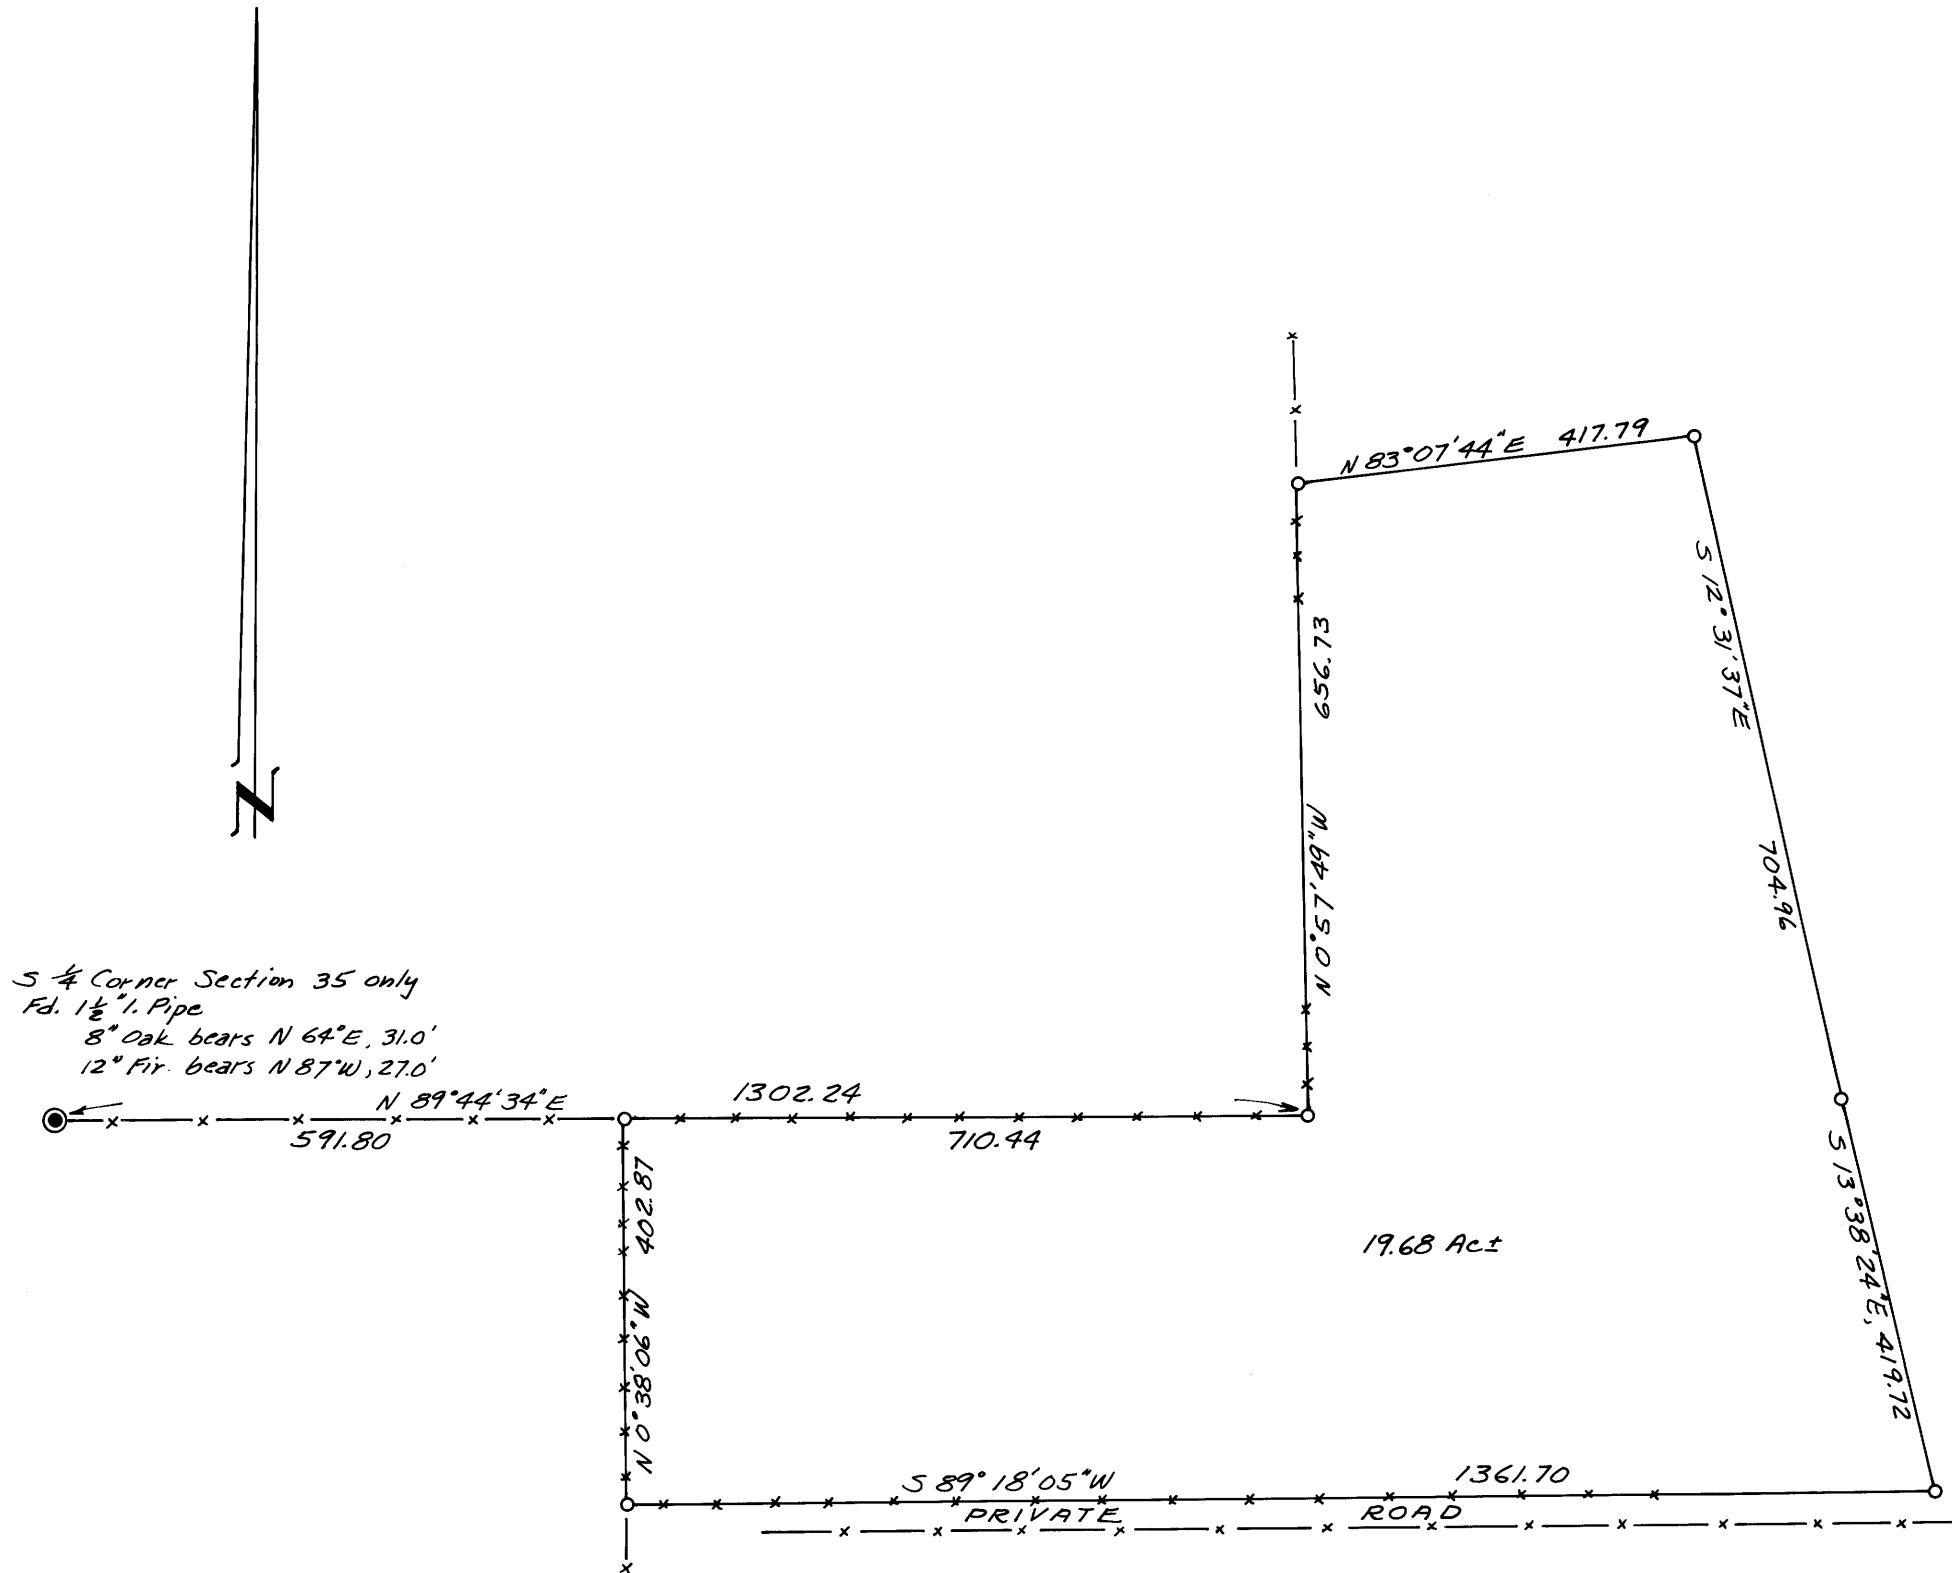 N
N 83°07'44"E 417.79
S 12°31'37"E
704.96
656.73
N 0°57'49"W
S 1/4 Corner Section 35 only
Fd. 1 1/2" I. Pipe
8" Oak bears N 64°E, 31.0'
12" Fir. bears N 87°W, 27.0'
N 89°44'34"E
1302.24
591.80
710.44
402.87
N 0°38'06"W
19.68 Ac±
S 13°38'24"E, 419.72
S 89°18'05"W
1361.70
PRIVATE ROAD